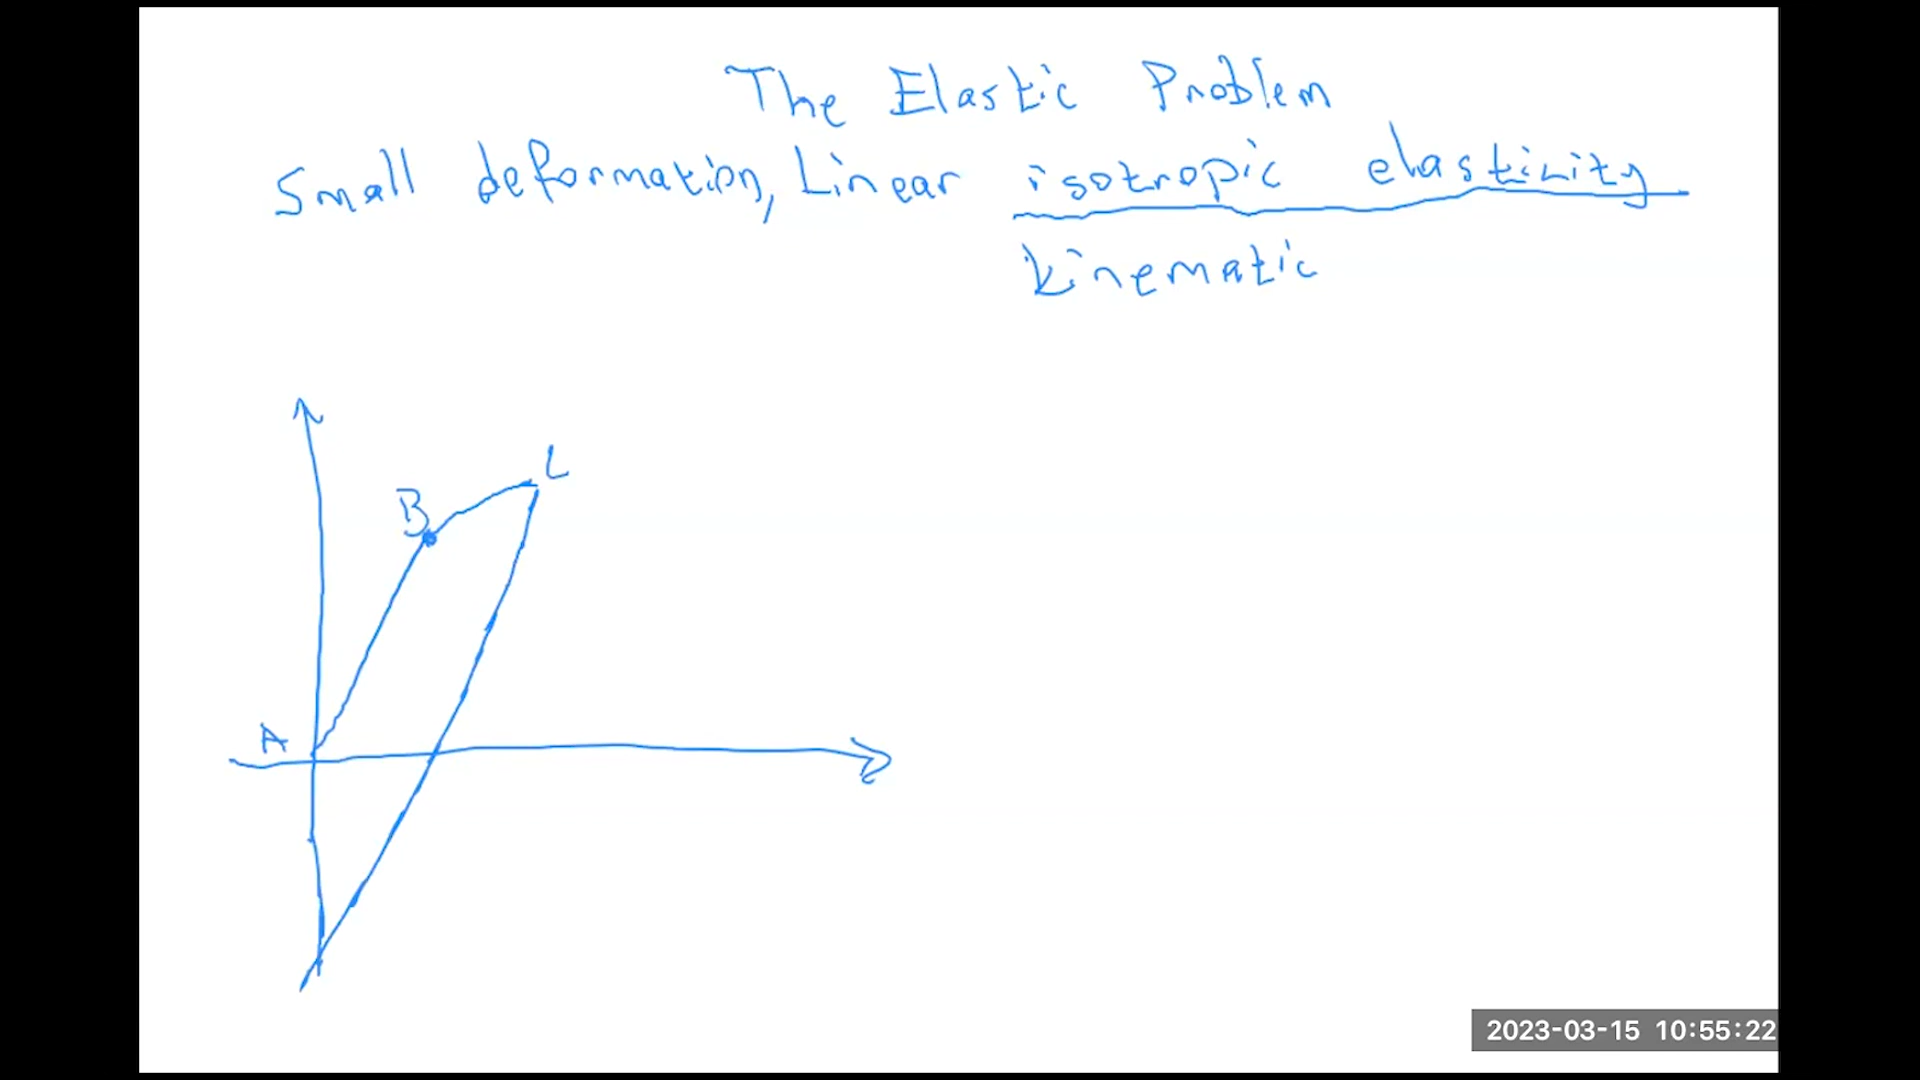 The Elastic Problem
Small deformation, Linear isotropic elasticity
kinematic
C
B
A
2023-03-15 10:55:22